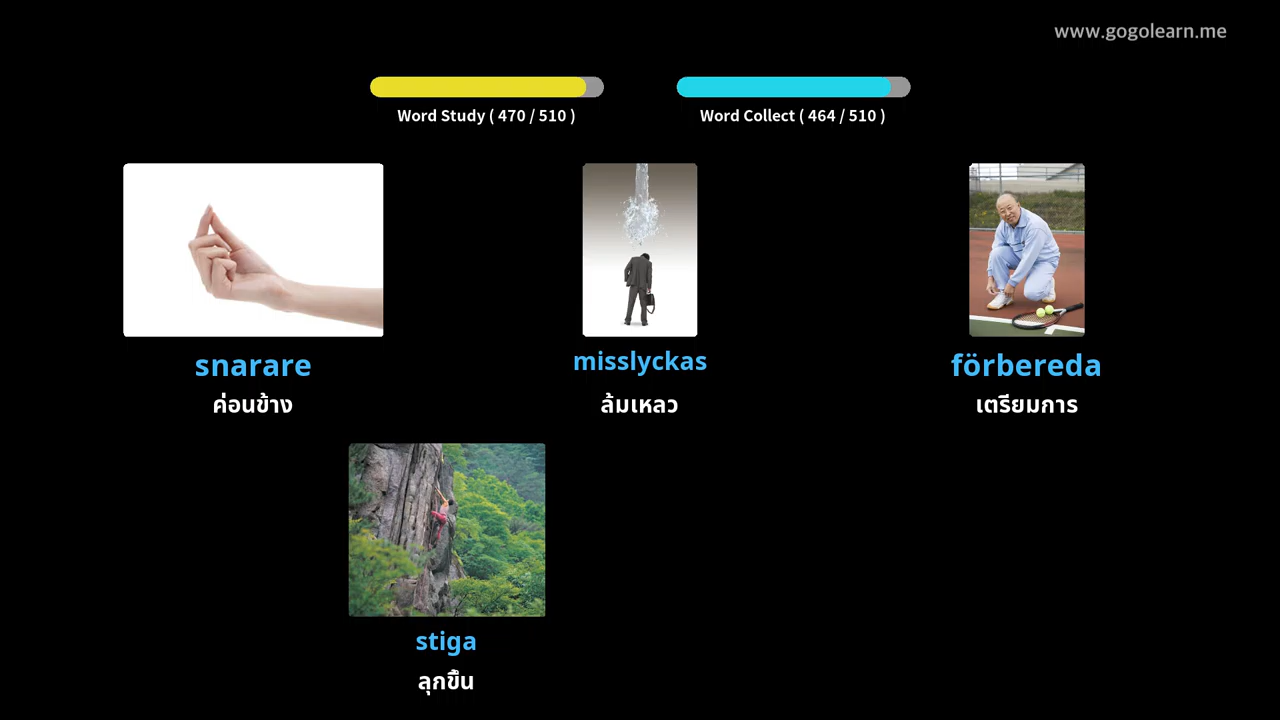 www.gogolearn.me
Word Study ( 470 / 510 )
Word Collect ( 464 / 510 )
snarare
ค่อนข้าง
misslyckas
ล้มเหลว
förbereda
เตรียมการ
stiga
ลุกขึ้น